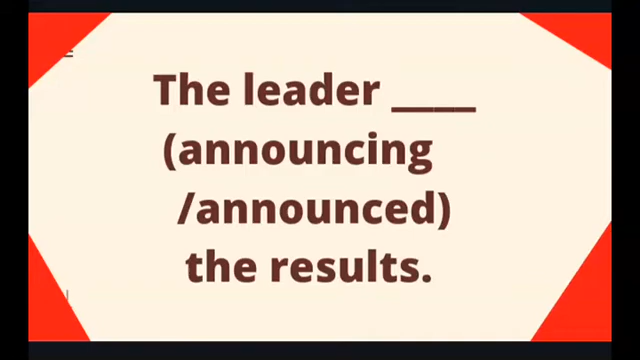 The leader ____
(announcing
/announced)
the results.